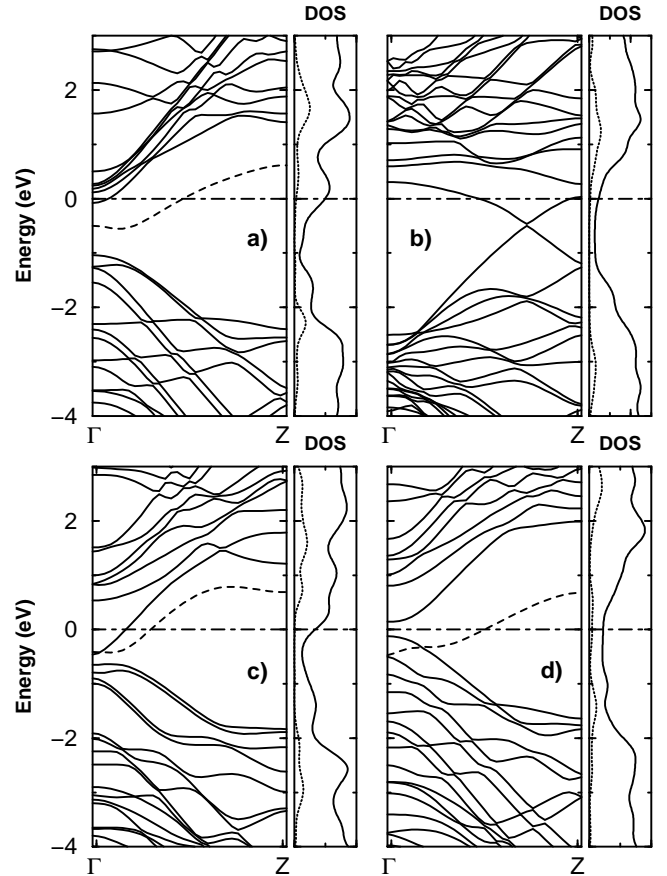 DOS DOS
2
0
−2
−4
Energy (eV)
a) b)
Γ Z Γ Z
DOS DOS
2
0
−2
−4
Energy (eV)
c) d)
Γ Z Γ Z